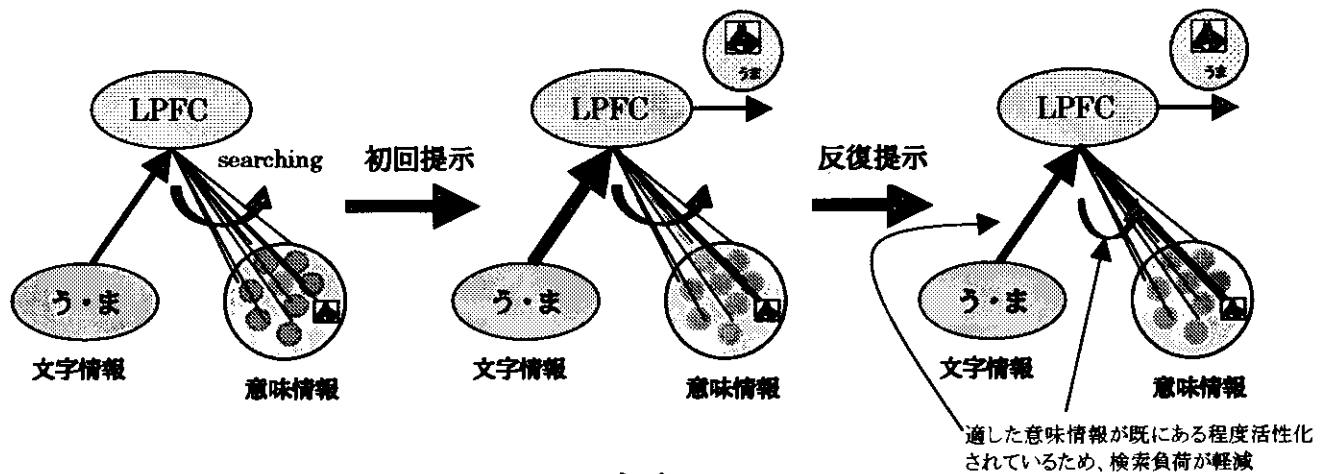 うま
うま
LPFC
LPFC
LPFC
searching
初回提示
反復提示
う・ま
う・ま
う・ま
文字情報
意味情報
文字情報
意味情報
文字情報
意味情報
適した意味情報が既にある程度活性化
されているため、検索負荷が軽減